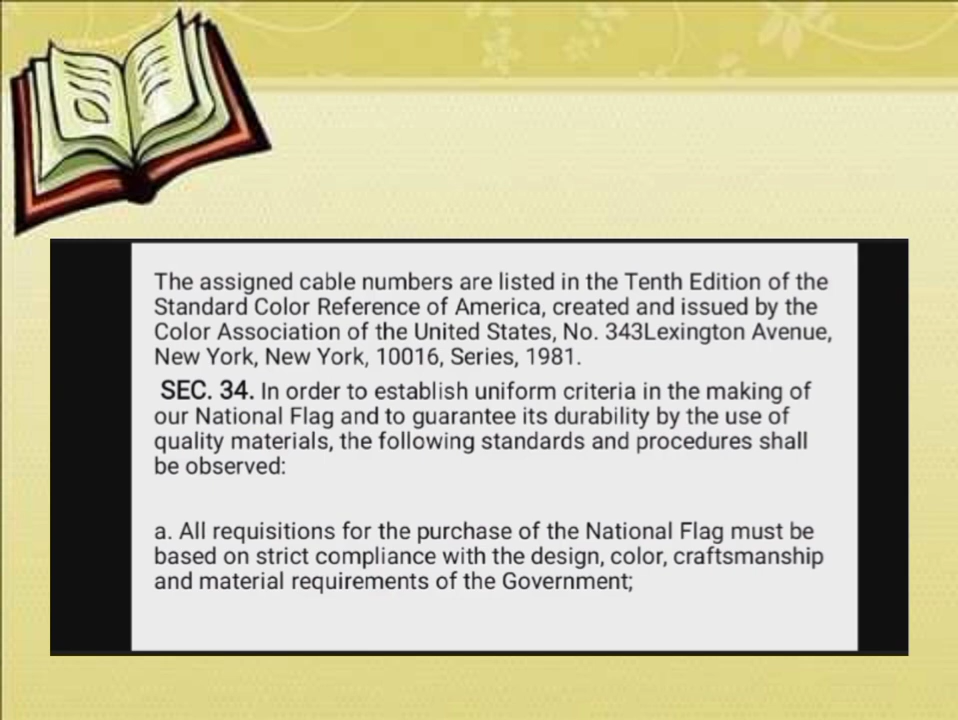 The assigned cable numbers are listed in the Tenth Edition of the
Standard Color Reference of America, created and issued by the
Color Association of the United States, No. 343Lexington Avenue,
New York, New York, 10016, Series, 1981.
SEC. 34. In order to establish uniform criteria in the making of
our National Flag and to guarantee its durability by the use of
quality materials, the following standards and procedures shall
be observed:
a. All requisitions for the purchase of the National Flag must be
based on strict compliance with the design, color, craftsmanship
and material requirements of the Government;